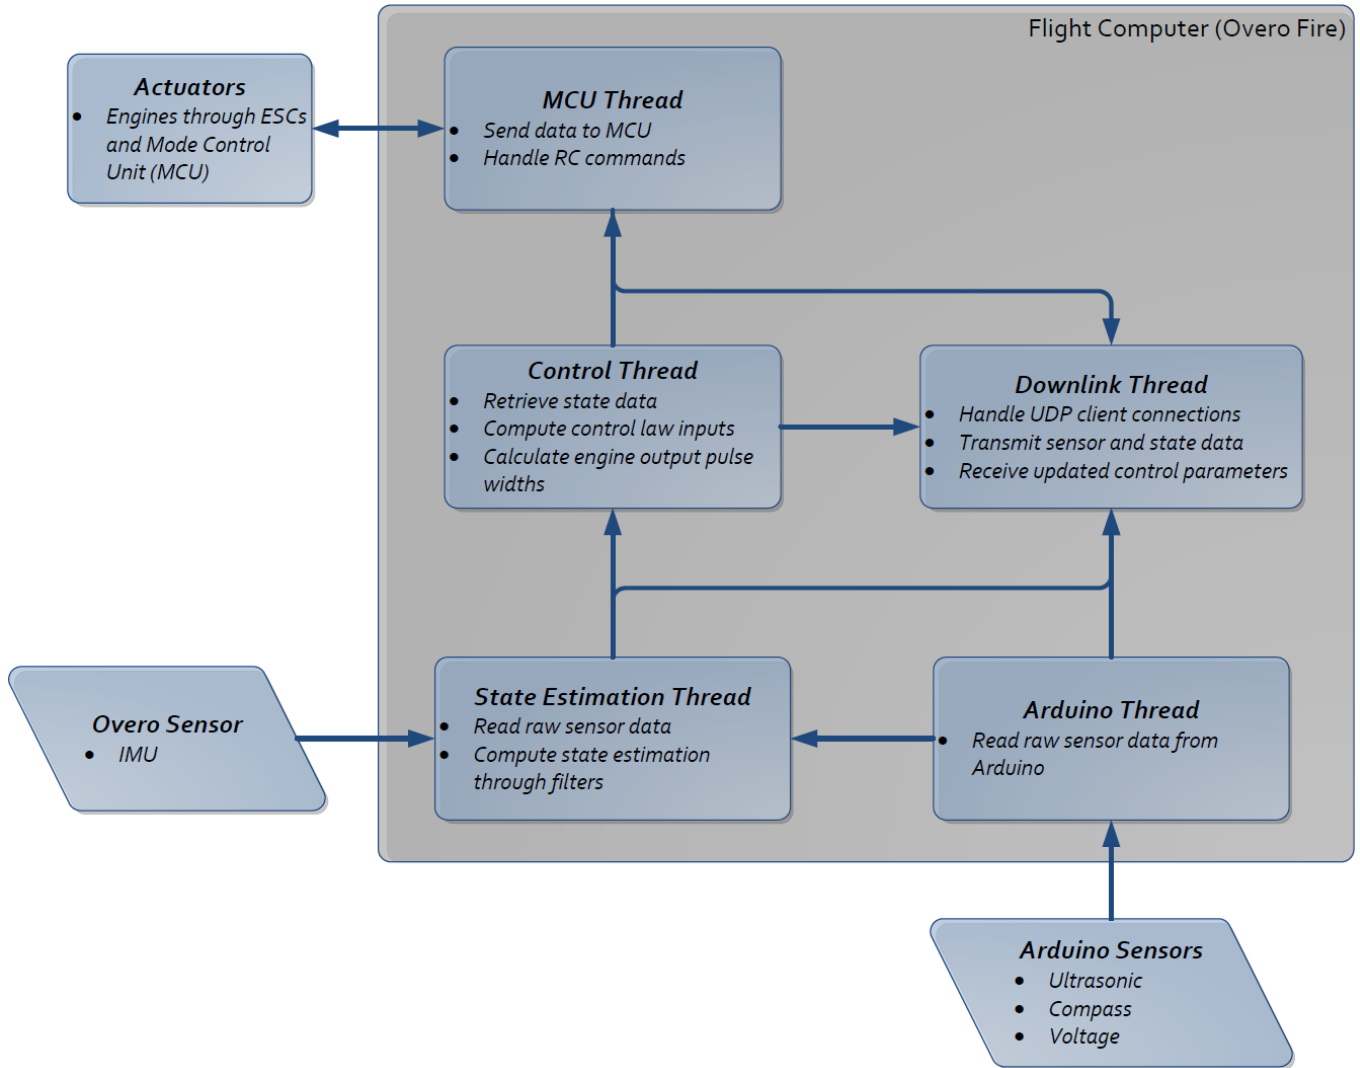 Flight Computer (Overo Fire)
Actuators
• Engines through ESCs
and Mode Control
Unit (MCU)
MCU Thread
• Send data to MCU
• Handle RC commands
Control Thread
• Retrieve state data
• Compute control law inputs
• Calculate engine output pulse
widths
Downlink Thread
• Handle UDP client connections
• Transmit sensor and state data
• Receive updated control parameters
Overo Sensor
• IMU
State Estimation Thread
• Read raw sensor data
• Compute state estimation
through filters
Arduino Thread
• Read raw sensor data from
Arduino
Arduino Sensors
• Ultrasonic
• Compass
• Voltage